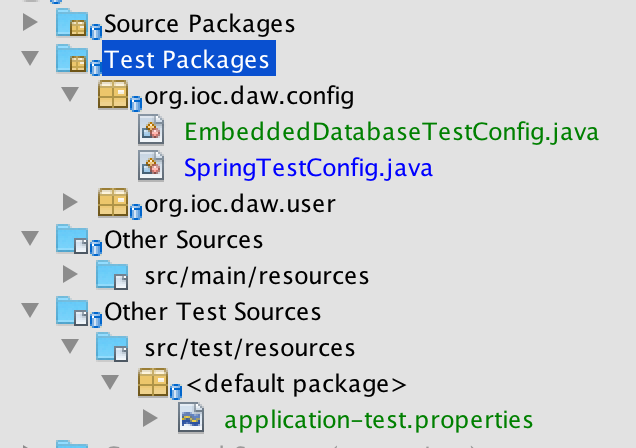 Source Packages
Test Packages
org.ioc.daw.config
EmbeddedDatabaseTestConfig.java
SpringTestConfig.java
org.ioc.daw.user
Other Sources
src/main/resources
Other Test Sources
src/test/resources
<default package>
application-test.properties